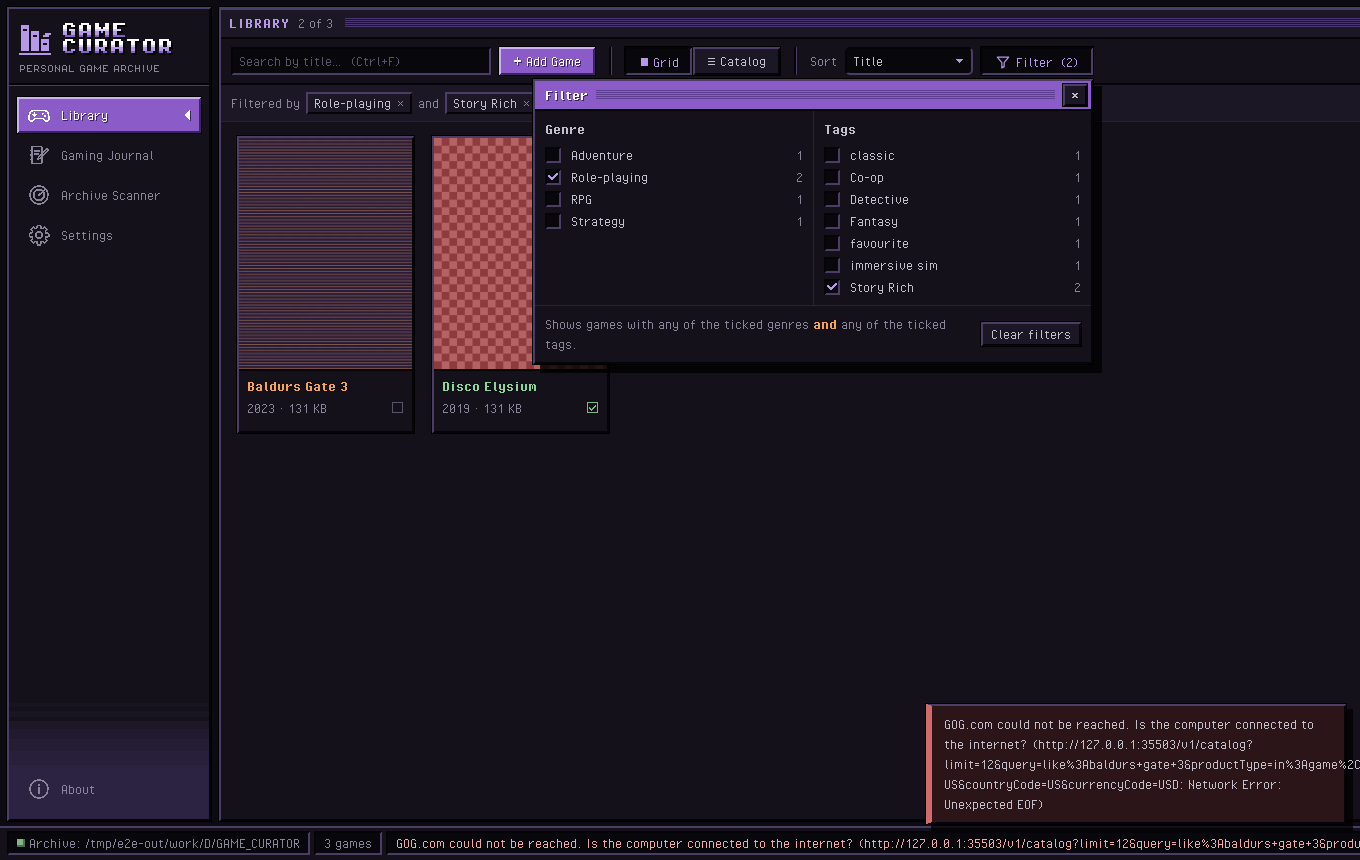 GAME
CURATOR
PERSONAL GAME ARCHIVE
Library
Gaming Journal
Archive Scanner
Settings
About
LIBRARY 2 of 3
Search by title... (Ctrl+F)
+ Add Game
Grid
Catalog
Sort
Title
Filter (2)
Filtered by Role-playing × and Story Rich ×
Filter
×
Genre
Adventure 1
Role-playing 2
RPG 1
Strategy 1
Tags
classic 1
Co-op 1
Detective 1
Fantasy 1
favourite 1
immersive sim 1
Story Rich 2
Shows games with any of the ticked genres and any of the ticked
tags.
Clear filters
Baldurs Gate 3
2023 · 131 KB
Disco Elysium
2019 · 131 KB
GOG.com could not be reached. Is the computer connected to
the internet? (http://127.0.0.1:35503/v1/catalog?
limit=12&query=like%3Abaldurs+gate+3&productType=in%3Agame%2C
US&countryCode=US&currencyCode=USD: Network Error:
Unexpected EOF)
Archive: /tmp/e2e-out/work/D/GAME_CURATOR
3 games
GOG.com could not be reached. Is the computer connected to the internet? (http://127.0.0.1:35503/v1/catalog?limit=12&query=like%3Abaldurs+gate+3&produ